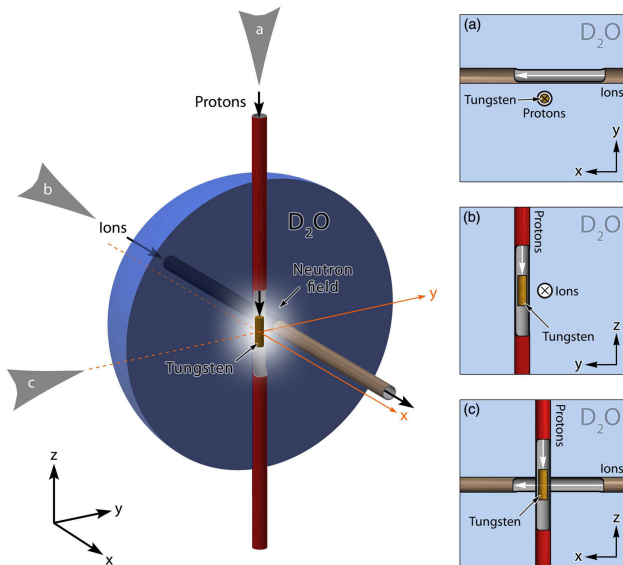 a
Protons
b
Ions
D₂O
Neutron
field
y
Tungsten
c
x
z
y
x
(a)
D₂O
Ions
Tungsten
Protons
y
x
(b)
D₂O
Protons
Ions
Tungsten
z
y
(c)
D₂O
Protons
Ions
Tungsten
z
x